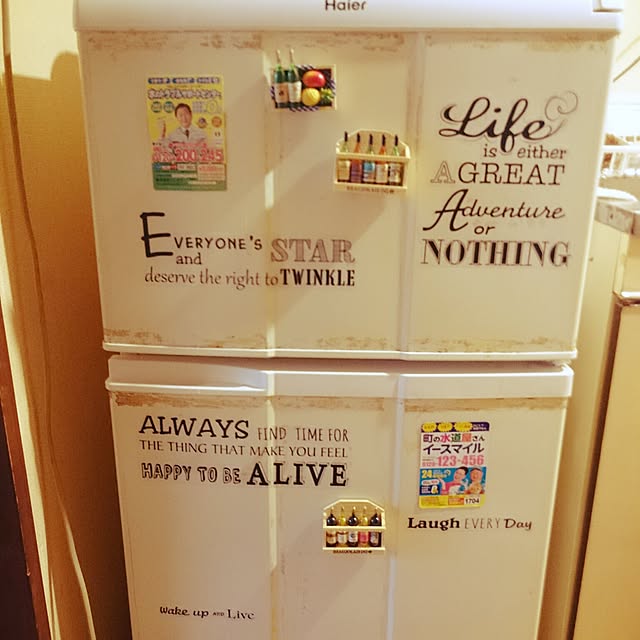 Haier
Life
is either
A GREAT
Adventure
or
NOTHING
EVERYONE'S STAR
and
deserve the right to TWINKLE
ALWAYS FIND TIME FOR
THE THING THAT MAKE YOU FEEL
HAPPY TO BE ALIVE
町の水道屋さん
イースマイル
123-456
24
1704
Laugh EVERY Day
wake up AND Live